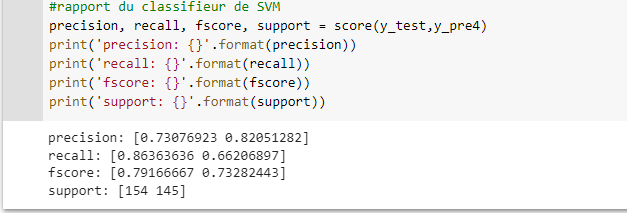 #rapport du classifieur de SVM
precision, recall, fscore, support = score(y_test,y_pre4)
print('precision: {}'.format(precision))
print('recall: {}'.format(recall))
print('fscore: {}'.format(fscore))
print('support: {}'.format(support))
precision: [0.73076923 0.82051282]
recall: [0.86363636 0.66206897]
fscore: [0.79166667 0.73282443]
support: [154 145]